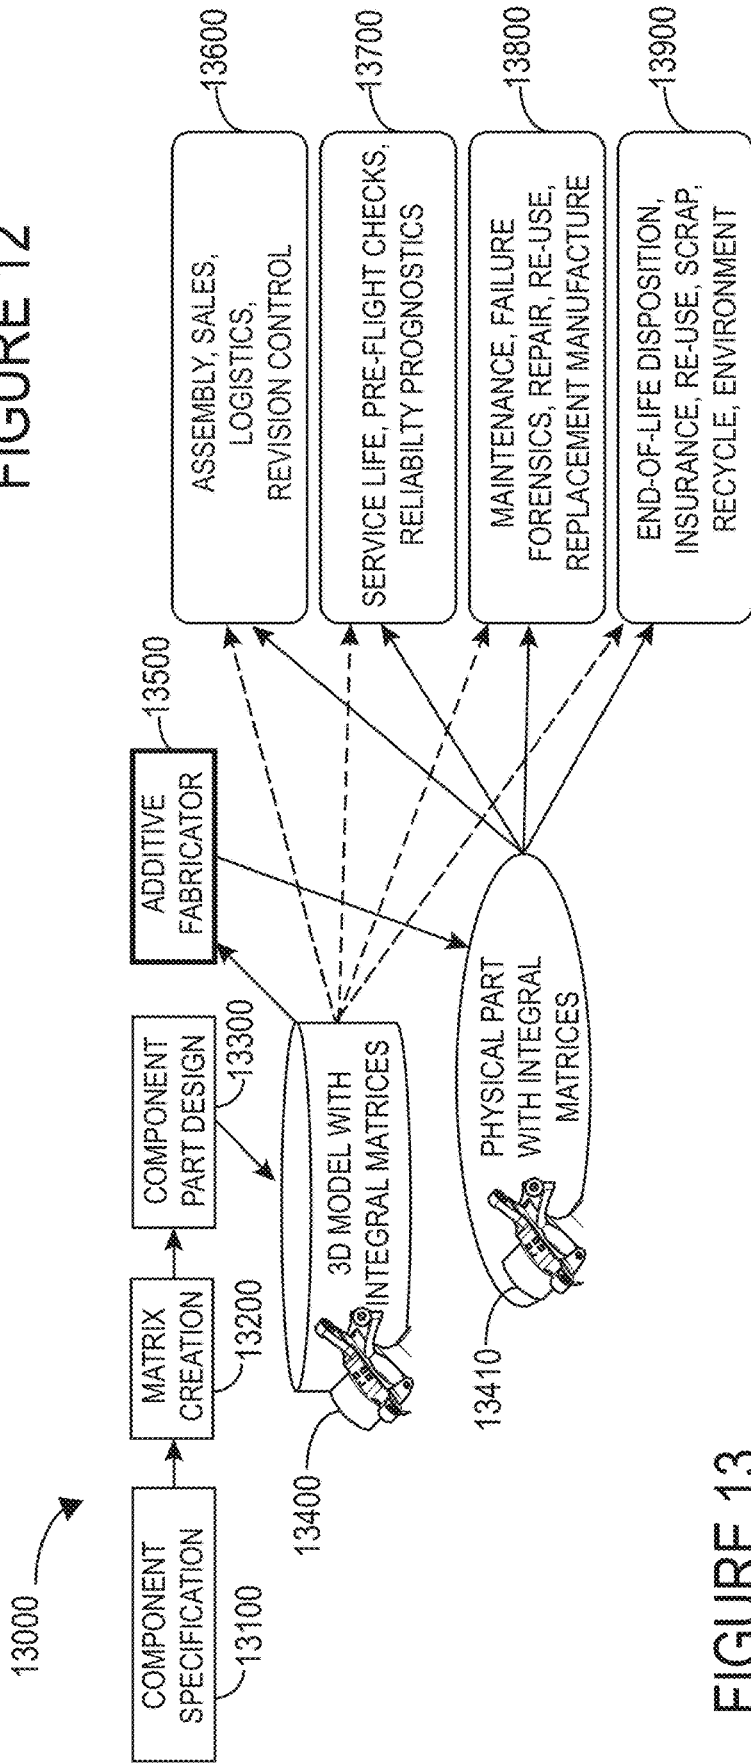 FIGURE 12
13000
COMPONENT
SPECIFICATION
13100
MATRIX
CREATION
13200
COMPONENT
PART DESIGN
13300
ADDITIVE
FABRICATOR
13500
3D MODEL WITH
INTEGRAL MATRICES
13400
PHYSICAL PART
WITH INTEGRAL
MATRICES
13410
ASSEMBLY, SALES,
LOGISTICS,
REVISION CONTROL
13600
SERVICE LIFE, PRE-FLIGHT CHECKS,
RELIABILTY PROGNOSTICS
13700
MAINTENANCE, FAILURE
FORENSICS, REPAIR, RE-USE,
REPLACEMENT MANUFACTURE
13800
END-OF-LIFE DISPOSITION,
INSURANCE, RE-USE, SCRAP,
RECYCLE, ENVIRONMENT
13900
FIGURE 13